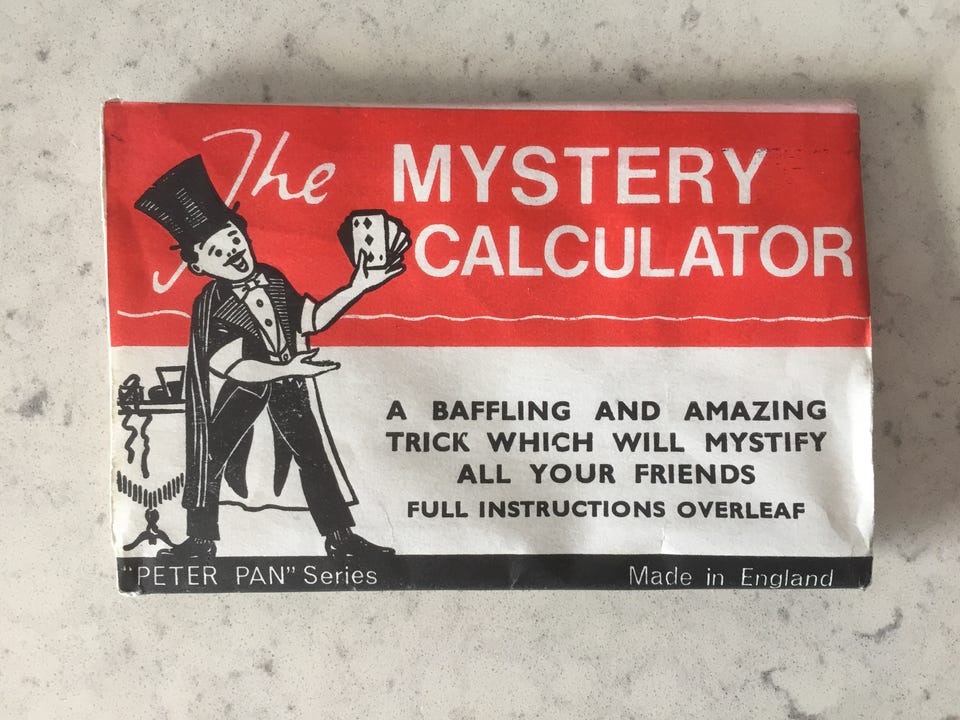 The MYSTERY
CALCULATOR
A BAFFLING AND AMAZING
TRICK WHICH WILL MYSTIFY
ALL YOUR FRIENDS
FULL INSTRUCTIONS OVERLEAF
"PETER PAN" Series Made in England